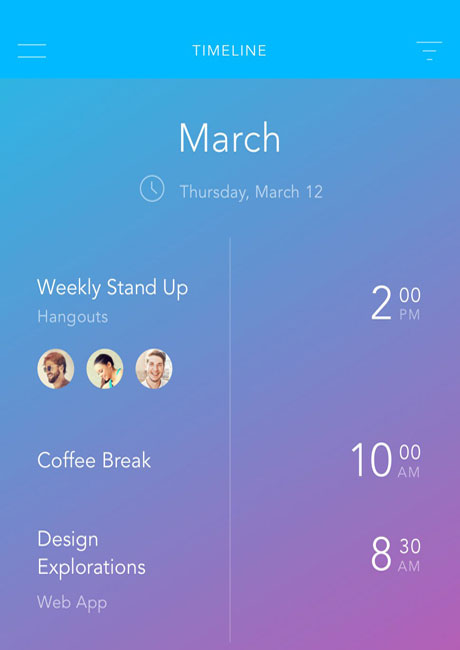 TIMELINE
March
Thursday, March 12
Weekly Stand Up
Hangouts
2 00 PM
Coffee Break
10 00 AM
Design
Explorations
Web App
8 30 AM